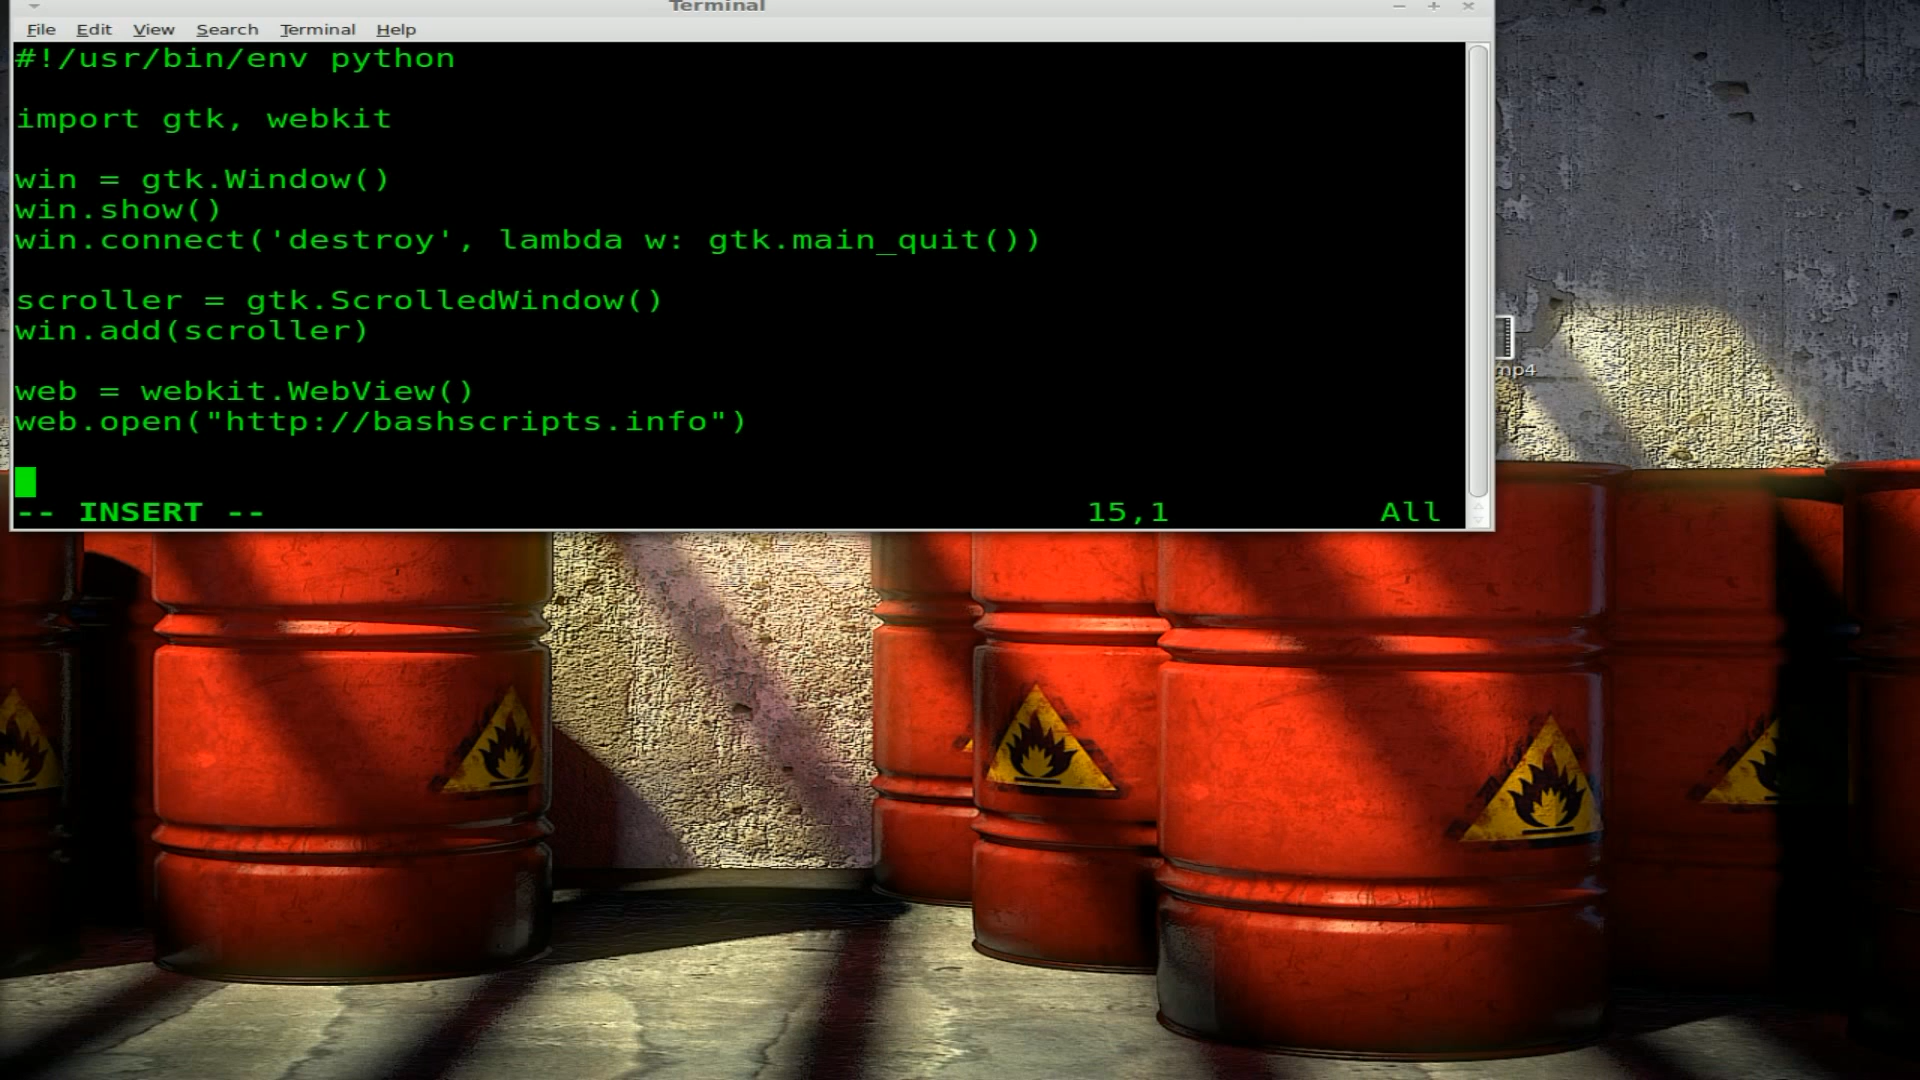 Terminal
File Edit View Search Terminal Help
#!/usr/bin/env python
import gtk, webkit
win = gtk.Window()
win.show()
win.connect('destroy', lambda w: gtk.main_quit())
scroller = gtk.ScrolledWindow()
win.add(scroller)
web = webkit.WebView()
web.open("http://bashscripts.info")
-- INSERT -- 15,1 All
mp4